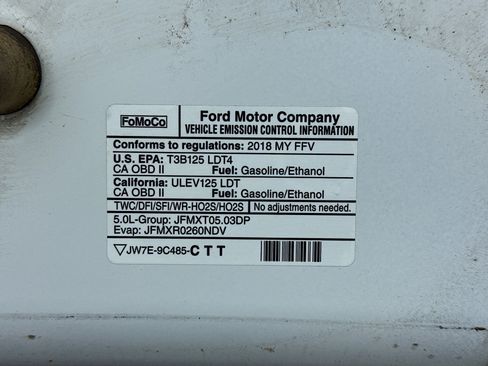 FoMoCo
Ford Motor Company
VEHICLE EMISSION CONTROL INFORMATION
Conforms to regulations: 2018 MY FFV
U.S. EPA: T3B125 LDT4
CA OBD II Fuel: Gasoline/Ethanol
California: ULEV125 LDT
CA OBD II Fuel: Gasoline/Ethanol
TWC/DFI/SFI/WR-HO2S/HO2S No adjustments needed.
5.0L-Group: JFMXT05.03DP
Evap: JFMXR0260NDV
▽JW7E-9C485-C T T